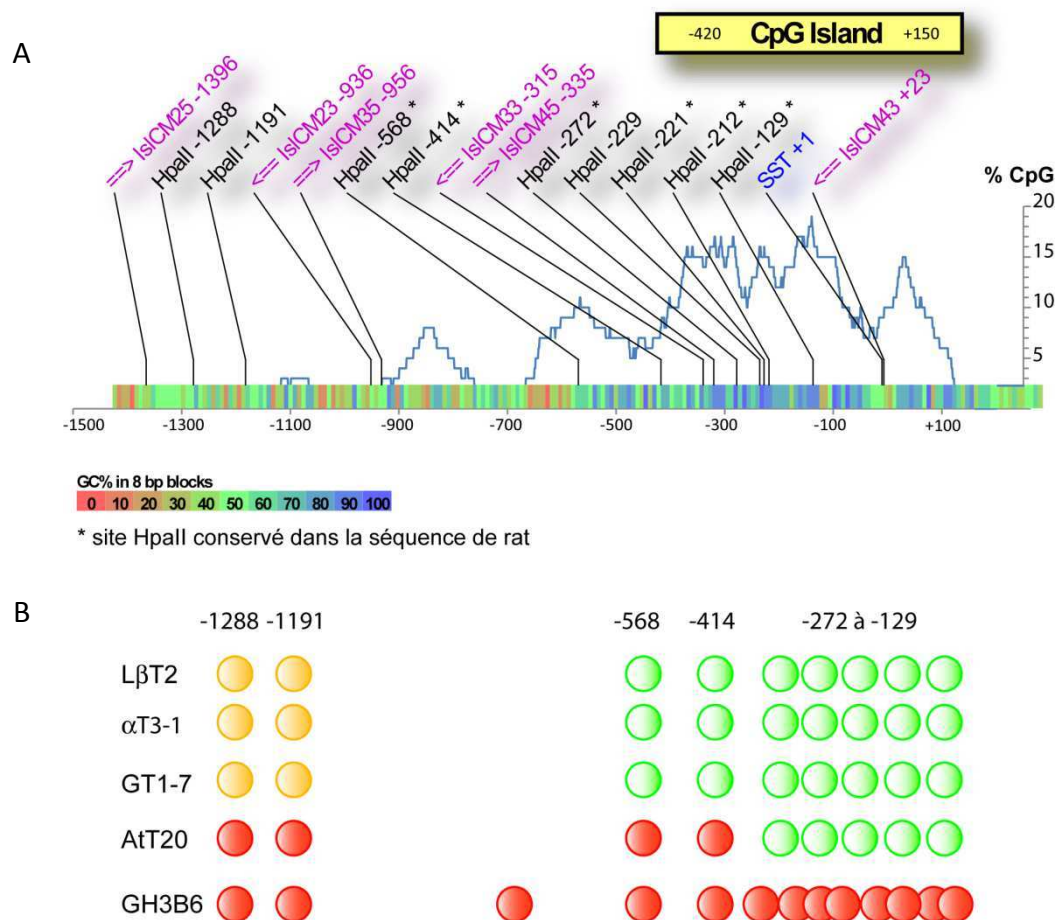 A
-420 CpG Island +150
==> IslCM25 -1396
HpaII -1288
HpaII -1191
<== IslCM23 -936
==> IslCM35 -956
HpaII -568 *
HpaII -414 *
<== IslCM33 -315
==> IslCM45 -335
HpaII -272 *
HpaII -229
HpaII -221 *
HpaII -212 *
HpaII -129 *
SST +1
<== IslCM43 +23
% CpG
20
15
10
5
-1500 -1300 -1100 -900 -700 -500 -300 -100 +100
GC% in 8 bp blocks
0 10 20 30 40 50 60 70 80 90 100
* site HpaII conservé dans la séquence de rat
B
-1288 -1191 -568 -414 -272 à -129
LβT2
αT3-1
GT1-7
AtT20
GH3B6